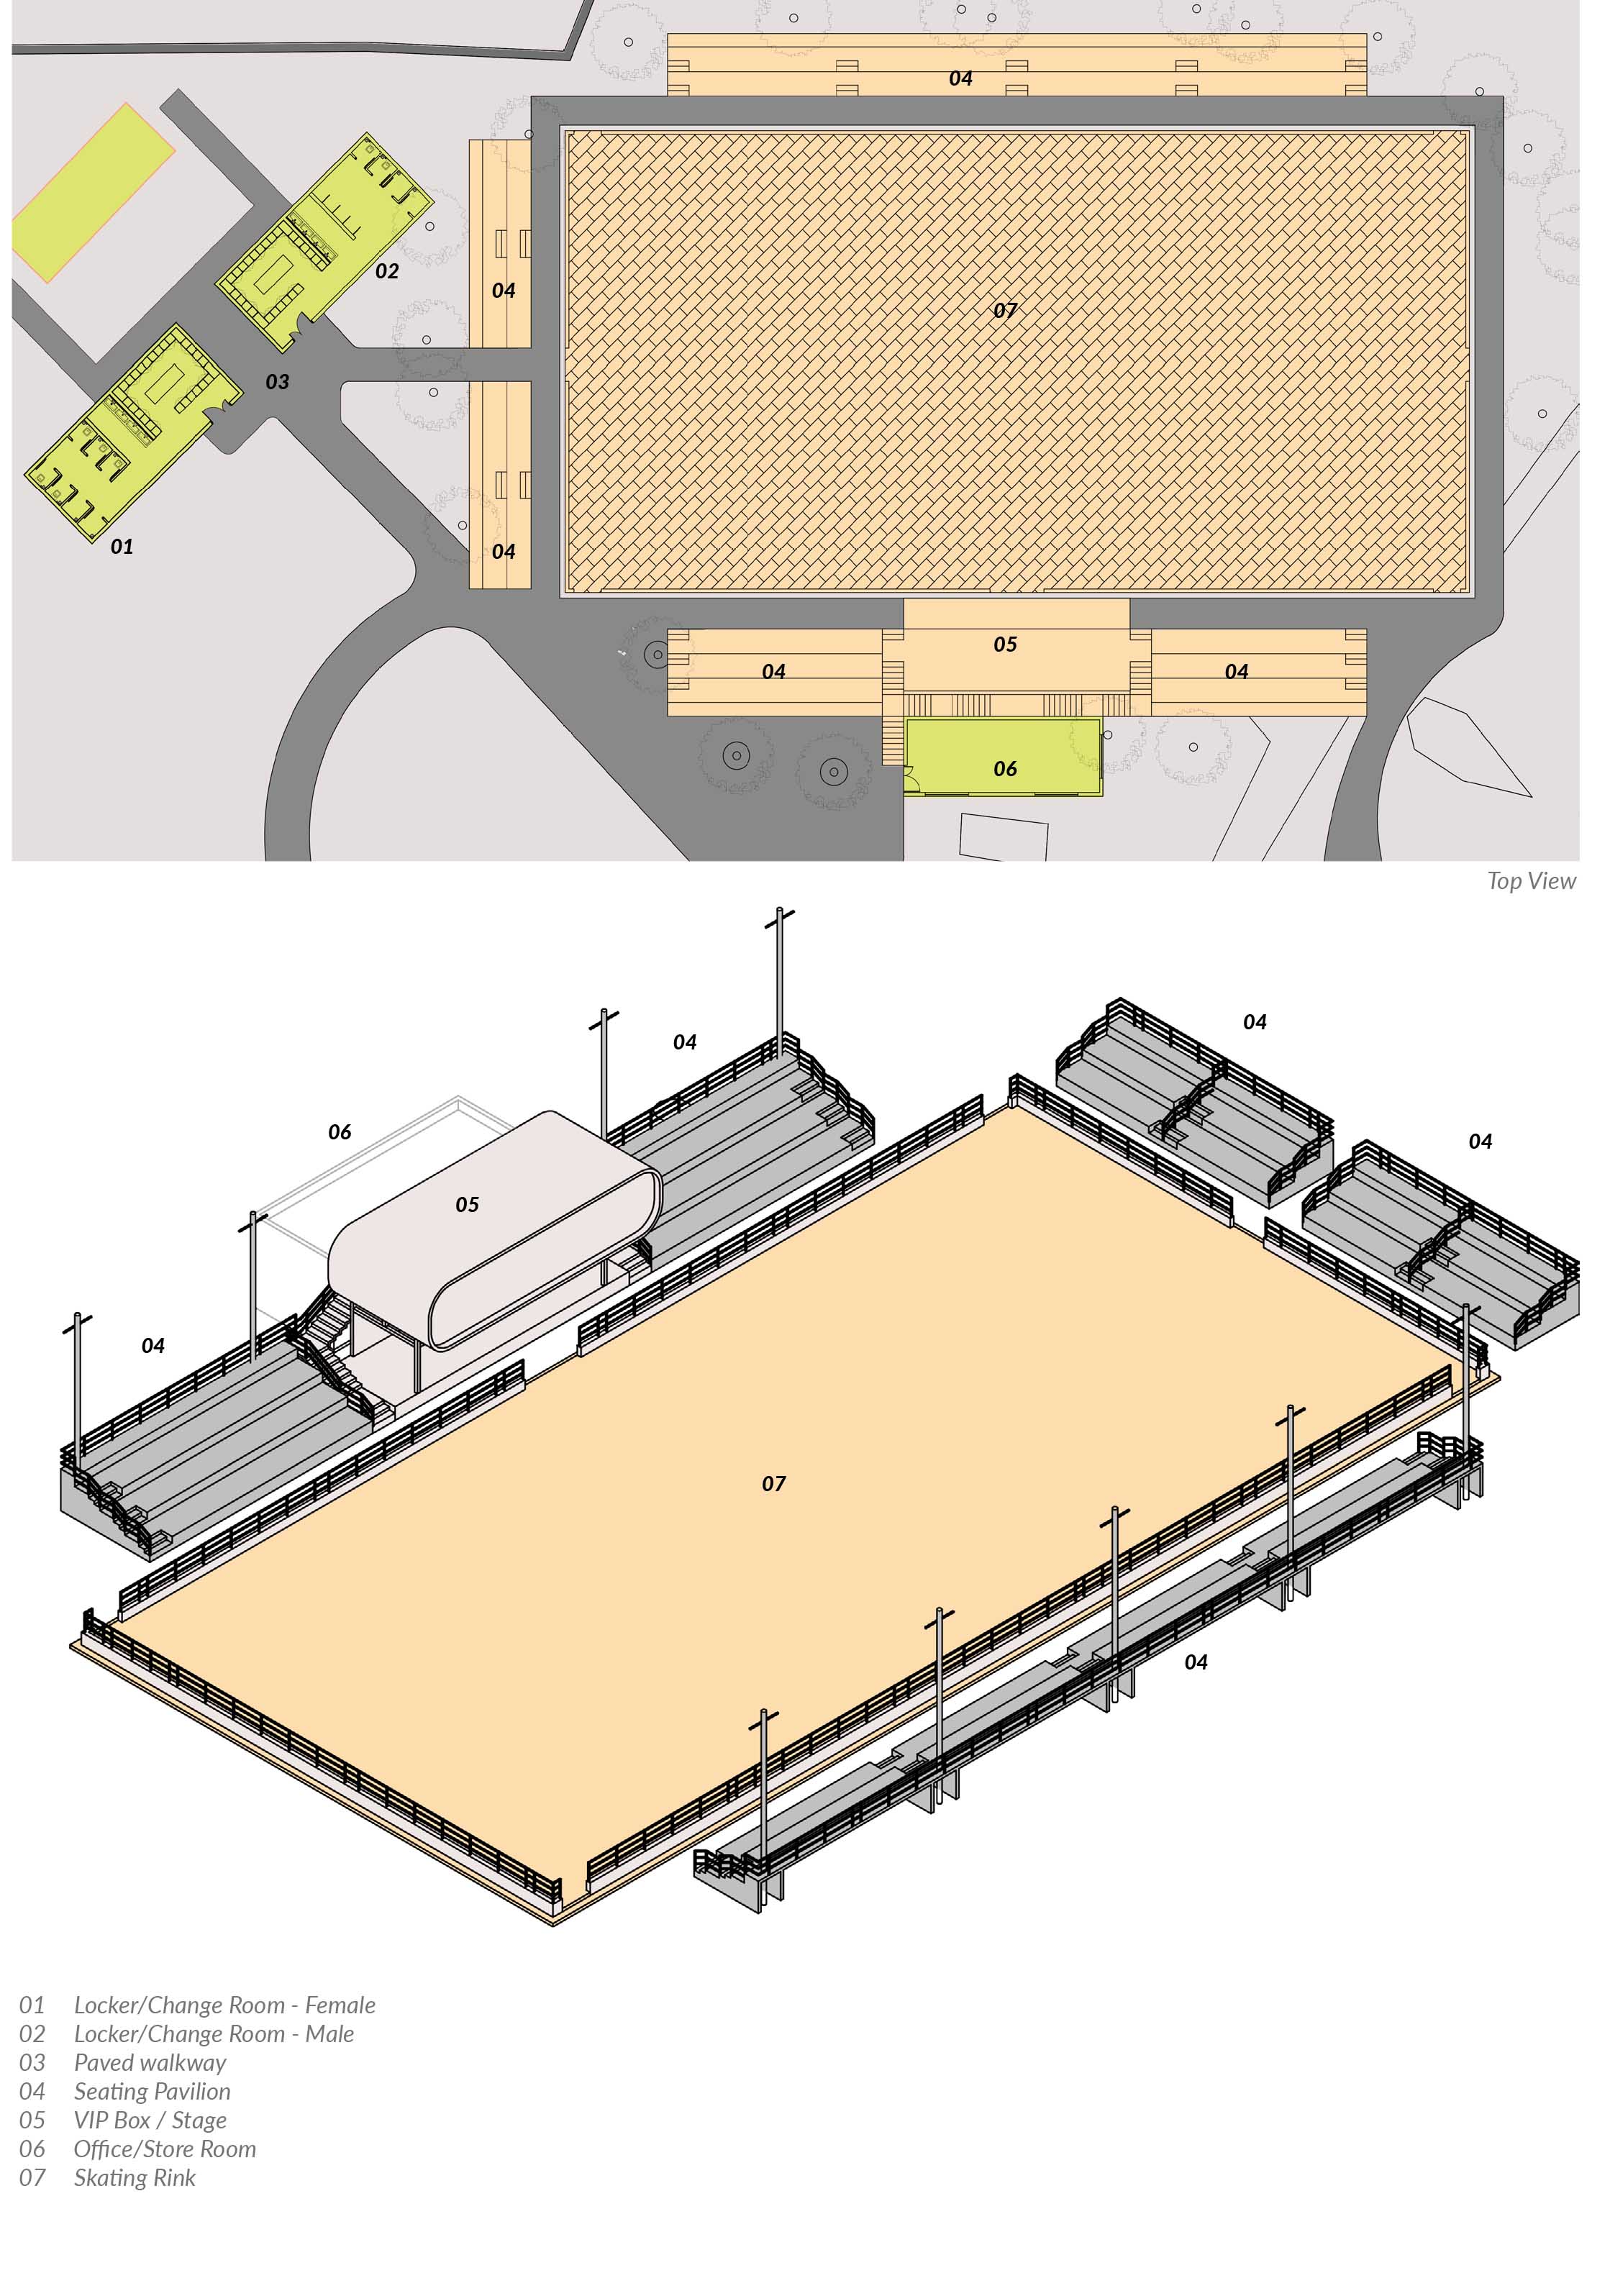 04
02
04
07
03
01
04
05
04
04
06
Top View
04
04
06
04
05
04
07
04
01 Locker/Change Room - Female
02 Locker/Change Room - Male
03 Paved walkway
04 Seating Pavilion
05 VIP Box / Stage
06 Office/Store Room
07 Skating Rink